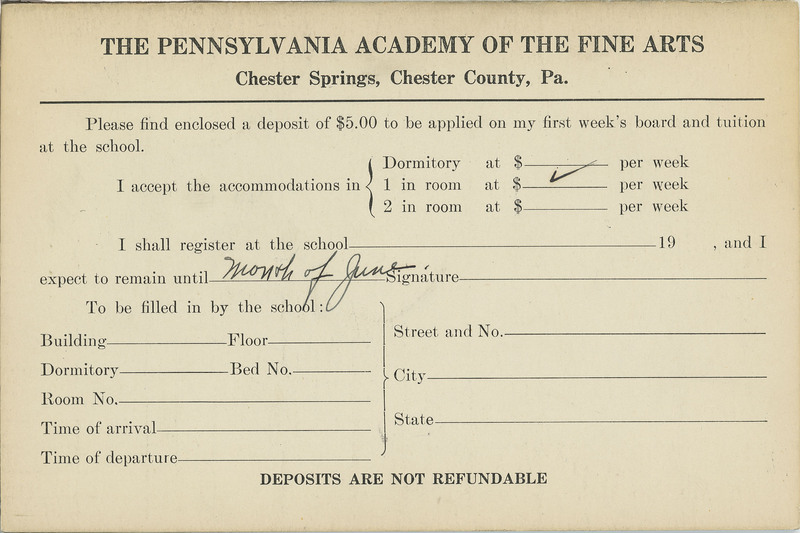 THE PENNSYLVANIA ACADEMY OF THE FINE ARTS
Chester Springs, Chester County, Pa.
Please find enclosed a deposit of $5.00 to be applied on my first week's board and tuition
at the school.
I accept the accommodations in
Dormitory at $ per week
1 in room at $ ✓ per week
2 in room at $ per week
I shall register at the school 19 , and I
expect to remain until Month of June. Signature
To be filled in by the school:
Building Floor
Dormitory Bed No.
Room No.
Time of arrival
Time of departure
Street and No.
City
State
DEPOSITS ARE NOT REFUNDABLE